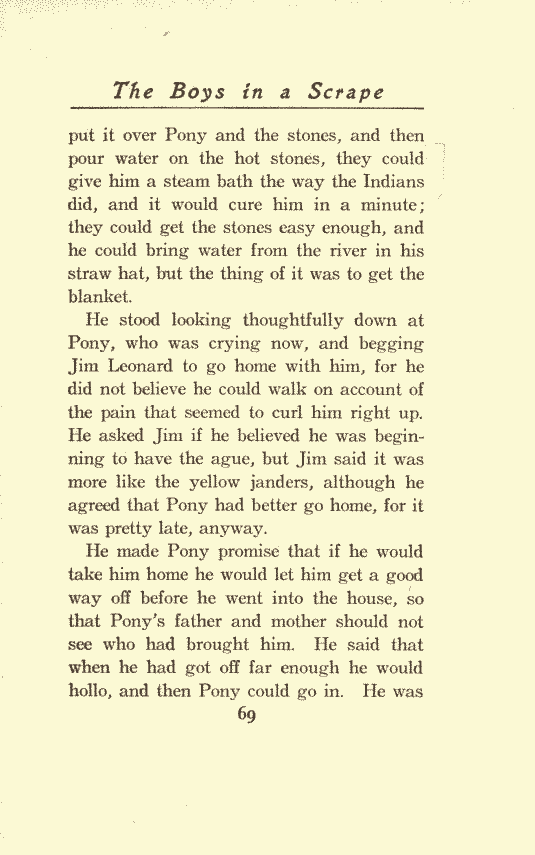 The Boys in a Scrape
put it over Pony and the stones, and then
pour water on the hot stones, they could
give him a steam bath the way the Indians
did, and it would cure him in a minute;
they could get the stones easy enough, and
he could bring water from the river in his
straw hat, but the thing of it was to get the
blanket.
He stood looking thoughtfully down at
Pony, who was crying now, and begging
Jim Leonard to go home with him, for he
did not believe he could walk on account of
the pain that seemed to curl him right up.
He asked Jim if he believed he was begin-
ning to have the ague, but Jim said it was
more like the yellow janders, although he
agreed that Pony had better go home, for it
was pretty late, anyway.
He made Pony promise that if he would
take him home he would let him get a good
way off before he went into the house, so
that Pony's father and mother should not
see who had brought him. He said that
when he had got off far enough he would
hollo, and then Pony could go in. He was
69